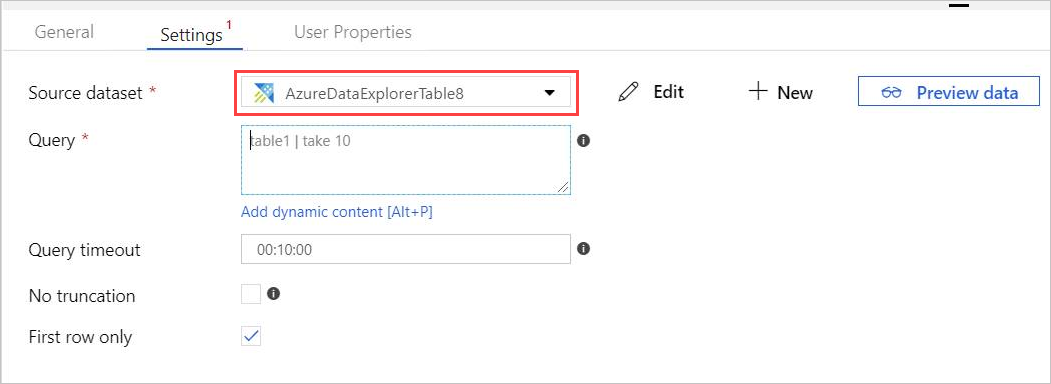 General
Settings 1
User Properties
Source dataset *
AzureDataExplorerTable8
Edit
New
Preview data
Query *
table1 | take 10
Add dynamic content [Alt+P]
Query timeout
00:10:00
No truncation
First row only